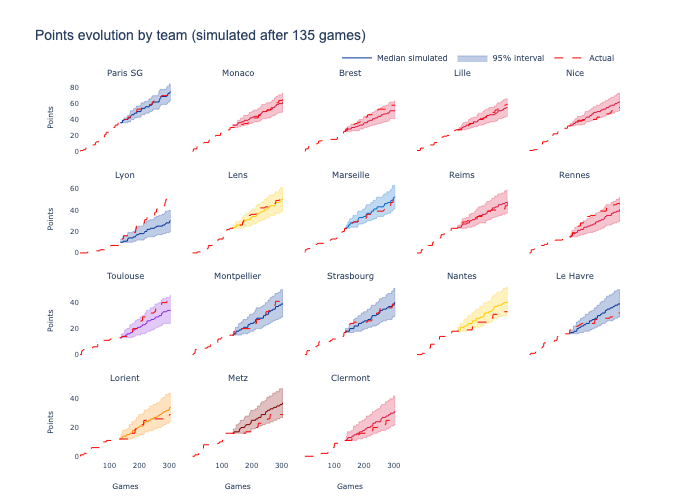 Points evolution by team (simulated after 135 games)
Median simulated 95% interval Actual
Paris SG Monaco Brest Lille Nice
80
60
40
20
0
Points
Lyon Lens Marseille Reims Rennes
60
40
20
0
Points
Toulouse Montpellier Strasbourg Nantes Le Havre
40
20
0
Points
Lorient Metz Clermont
40
20
0
Points
100 200 300 100 200 300 100 200 300
Games Games Games